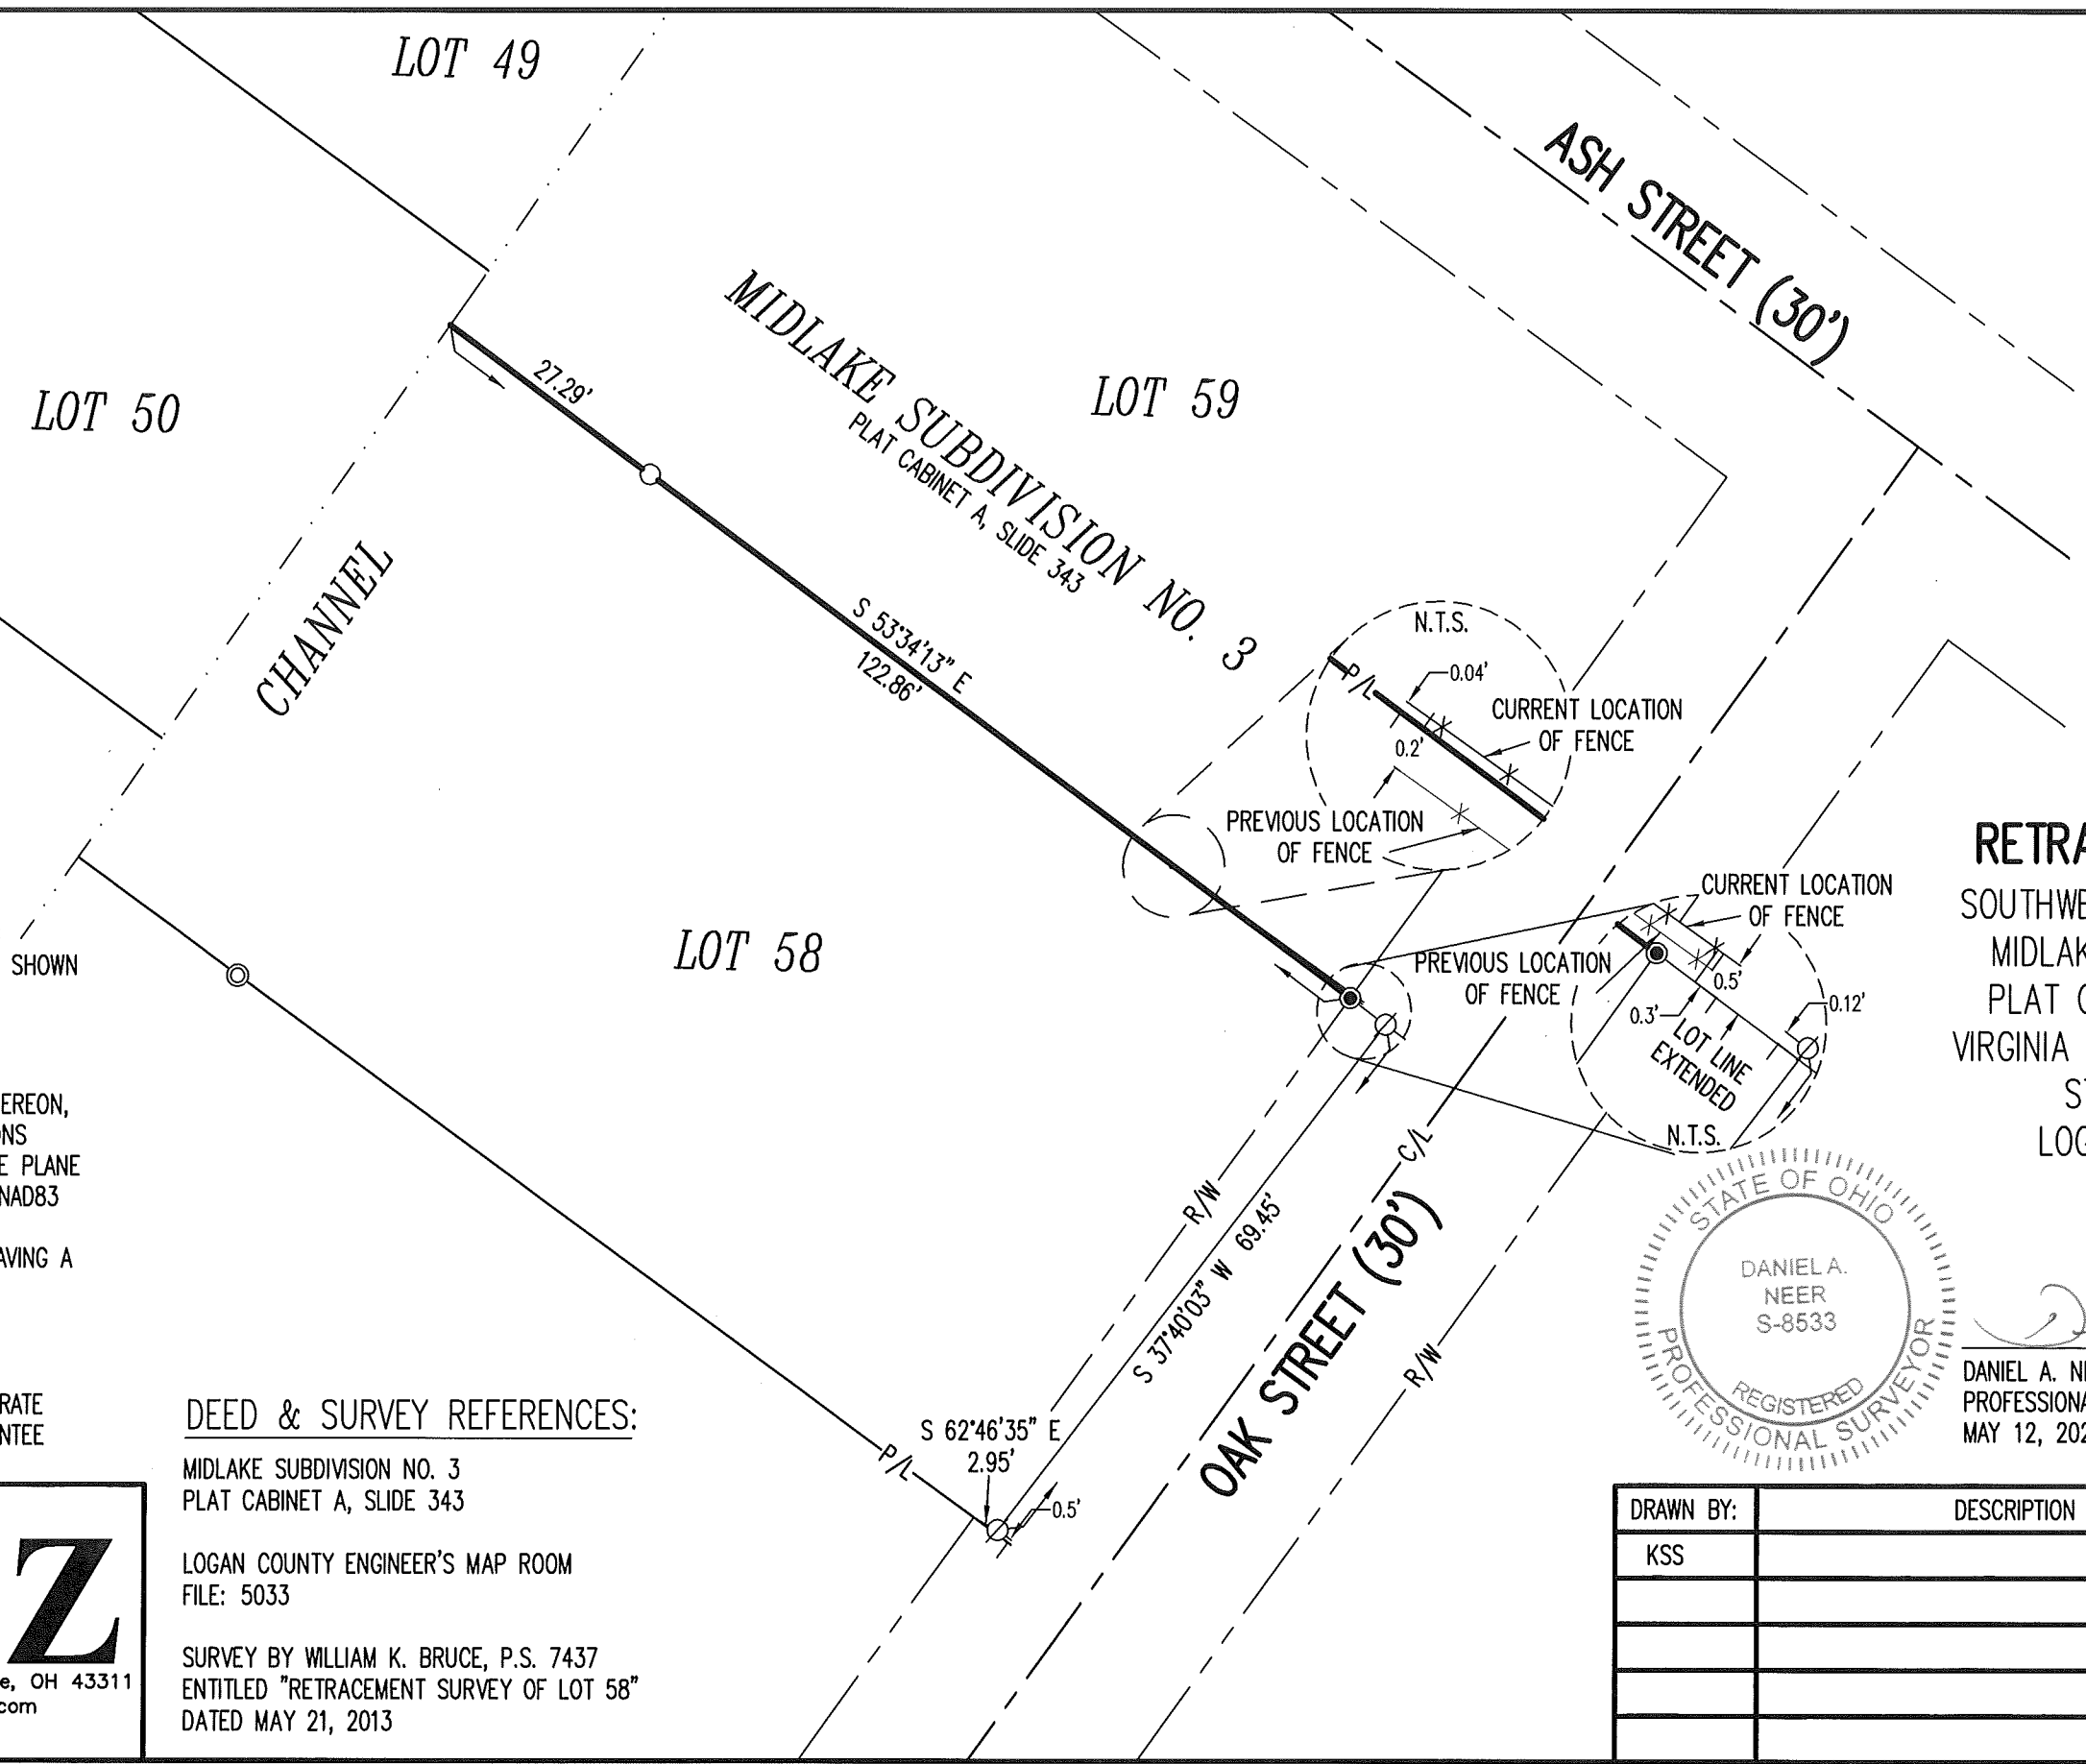 LOT 49
ASH STREET (30')
MIDLAKE SUBDIVISION NO. 3
PLAT CABINET A, SLIDE 343
LOT 59
27.29'
LOT 50
CHANNEL
S 53°34'13" E
122.86'
N.T.S.
P/L
0.04'
CURRENT LOCATION
OF FENCE
0.2'
PREVIOUS LOCATION
OF FENCE
LOT 58
CURRENT LOCATION
OF FENCE
PREVIOUS LOCATION
OF FENCE
0.5'
0.3'
0.12'
LOT LINE
EXTENDED
N.T.S.
RETRA
SOUTHWE
MIDLAK
PLAT
VIRGINIA
ST
LOG
SHOWN
EREON,
ONS
E PLANE
NAD83
AVING A
RATE
NTEE
R/W
C/L
S 37°40'03" W 69.45'
OAK STREET (30')
R/W
P/L
S 62°46'35" E
2.95'
0.5'
STATE OF OHIO
DANIEL A.
NEER
S-8533
REGISTERED
PROFESSIONAL SURVEYOR
DANIEL A. NE
PROFESSIONA
MAY 12, 202
DEED & SURVEY REFERENCES:
MIDLAKE SUBDIVISION NO. 3
PLAT CABINET A, SLIDE 343
LOGAN COUNTY ENGINEER'S MAP ROOM
FILE: 5033
SURVEY BY WILLIAM K. BRUCE, P.S. 7437
ENTITLED "RETRACEMENT SURVEY OF LOT 58"
DATED MAY 21, 2013
Z
e, OH 43311
com
DRAWN BY: DESCRIPTION
KSS